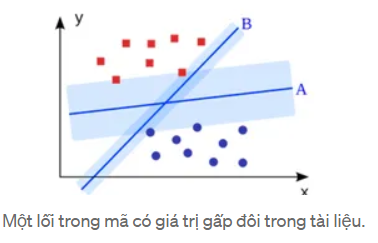 y
B
A
x
Một lỗi trong mã có giá trị gấp đôi trong tài liệu.